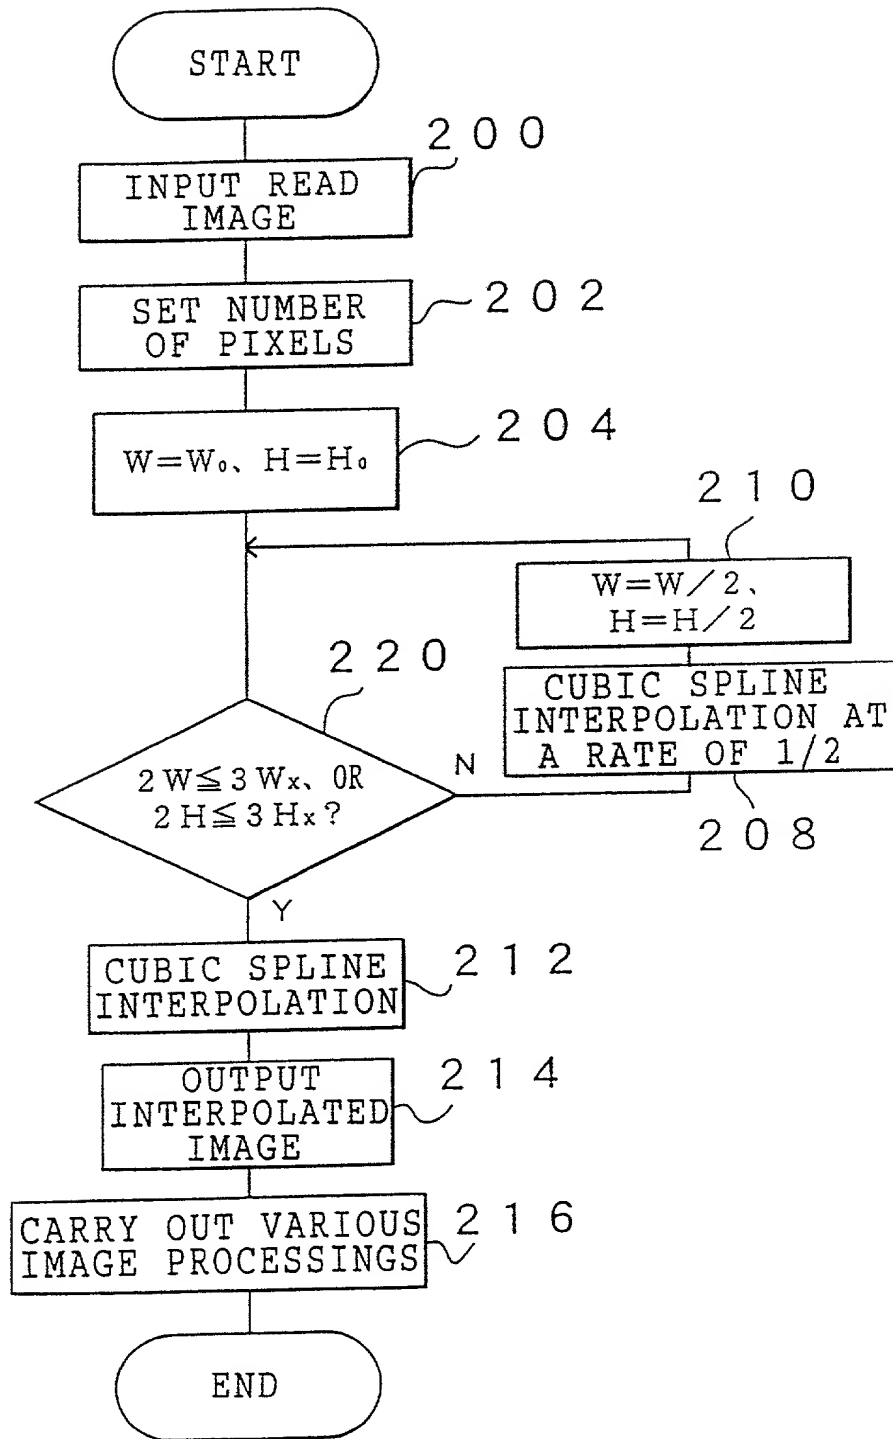 START
200
INPUT READ
IMAGE
202
SET NUMBER
OF PIXELS
204
W=W₀、H=H₀
210
W=W/2、
H=H/2
220
CUBIC SPLINE
INTERPOLATION AT
A RATE OF 1/2
208
2W≦3Wx、OR
2H≦3Hx?
N
Y
212
CUBIC SPLINE
INTERPOLATION
214
OUTPUT
INTERPOLATED
IMAGE
216
CARRY OUT VARIOUS
IMAGE PROCESSINGS
END